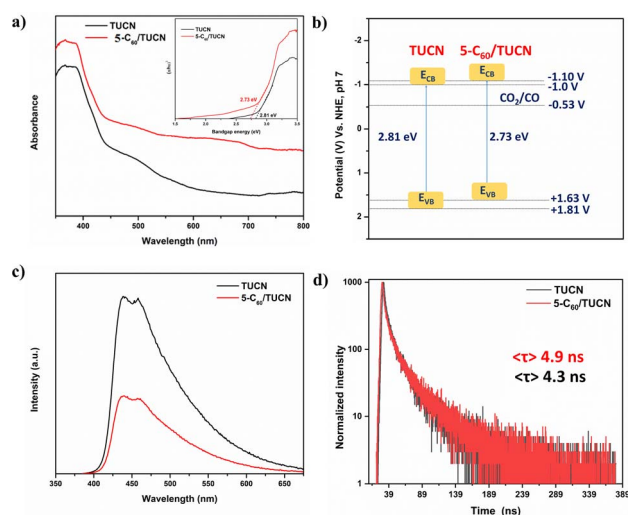 a)
TUCN
5-C60/TUCN
Absorbance
Wavelength (nm)
350 400 500 600 700 800
TUCN
5-C60/TUCN
2.73 eV
2.81 eV
1.0 1.5 2.0 2.5 3.0 3.5
Bandgap energy (eV)
b)
Potential (V) Vs. NHE, pH 7
-2
-1
0
1
2
TUCN 5-C60/TUCN
ECB ECB
-1.10 V
-1.0 V
CO2/CO
-0.53 V
2.81 eV 2.73 eV
EVB EVB
+1.63 V
+1.81 V
c)
TUCN
5-C60/TUCN
Intensity (a.u.)
350 400 450 500 550 600 650
Wavelength (nm)
d)
TUCN
5-C60/TUCN
<τ> 4.9 ns
<τ> 4.3 ns
Normalized intensity
1000
100
10
1
39 89 139 189 239 289 339 389
Time (ns)